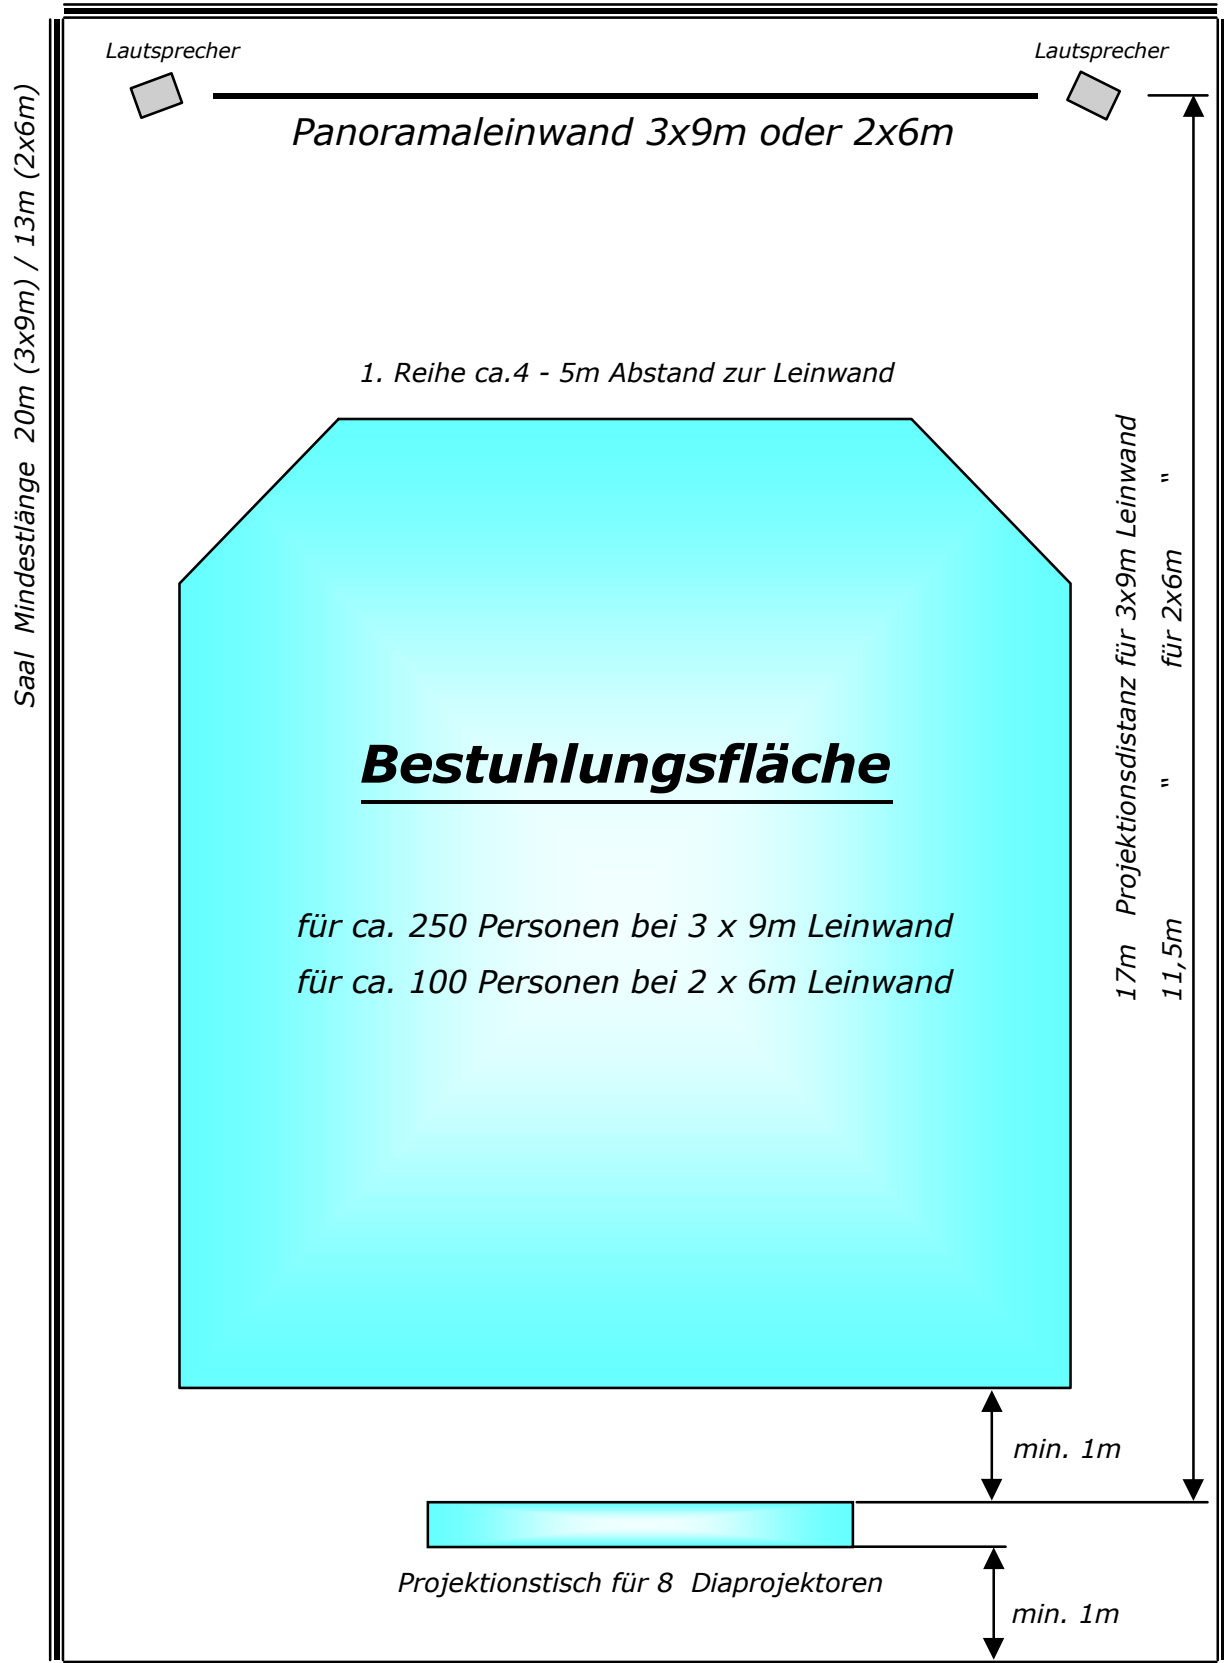 Lautsprecher
Lautsprecher
Panoramaleinwand 3x9m oder 2x6m
Saal Mindestlänge 20m (3x9m) / 13m (2x6m)
1. Reihe ca.4 - 5m Abstand zur Leinwand
17m Projektionsdistanz für 3x9m Leinwand
11,5m " für 2x6m "
Bestuhlungsfläche
für ca. 250 Personen bei 3 x 9m Leinwand
für ca. 100 Personen bei 2 x 6m Leinwand
min. 1m
Projektionstisch für 8 Diaprojektoren
min. 1m